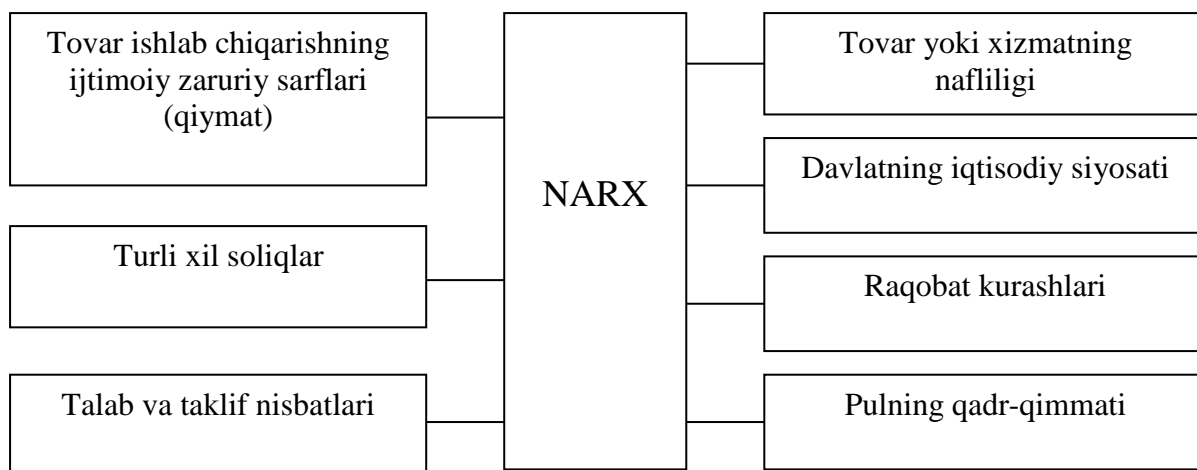 Tovar ishlab chiqarishning
ijtimoiy zaruriy sarflari
(qiymat)
Turli xil soliqlar
Talab va taklif nisbatlari
NARX
Tovar yoki xizmatning
nafliligi
Davlatning iqtisodiy siyosati
Raqobat kurashlari
Pulning qadr-qimmati